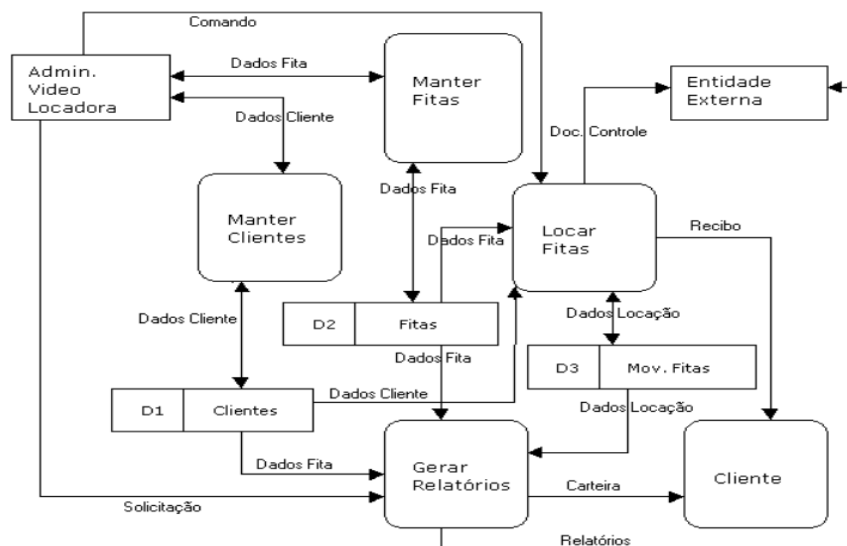 Comando
Admin.
Video
Locadora
Dados Fita
Manter
Fitas
Entidade
Externa
Dados Cliente
Doc. Controle
Manter
Clientes
Dados Fita
Locar
Fitas
Recibo
Dados Fita
Dados Cliente
D2
Fitas
Dados Locação
Dados Fita
D3
Mov. Fitas
Dados Cliente
D1
Clientes
Dados Locação
Dados Fita
Gerar
Relatórios
Carteira
Cliente
Solicitação
Relatórios